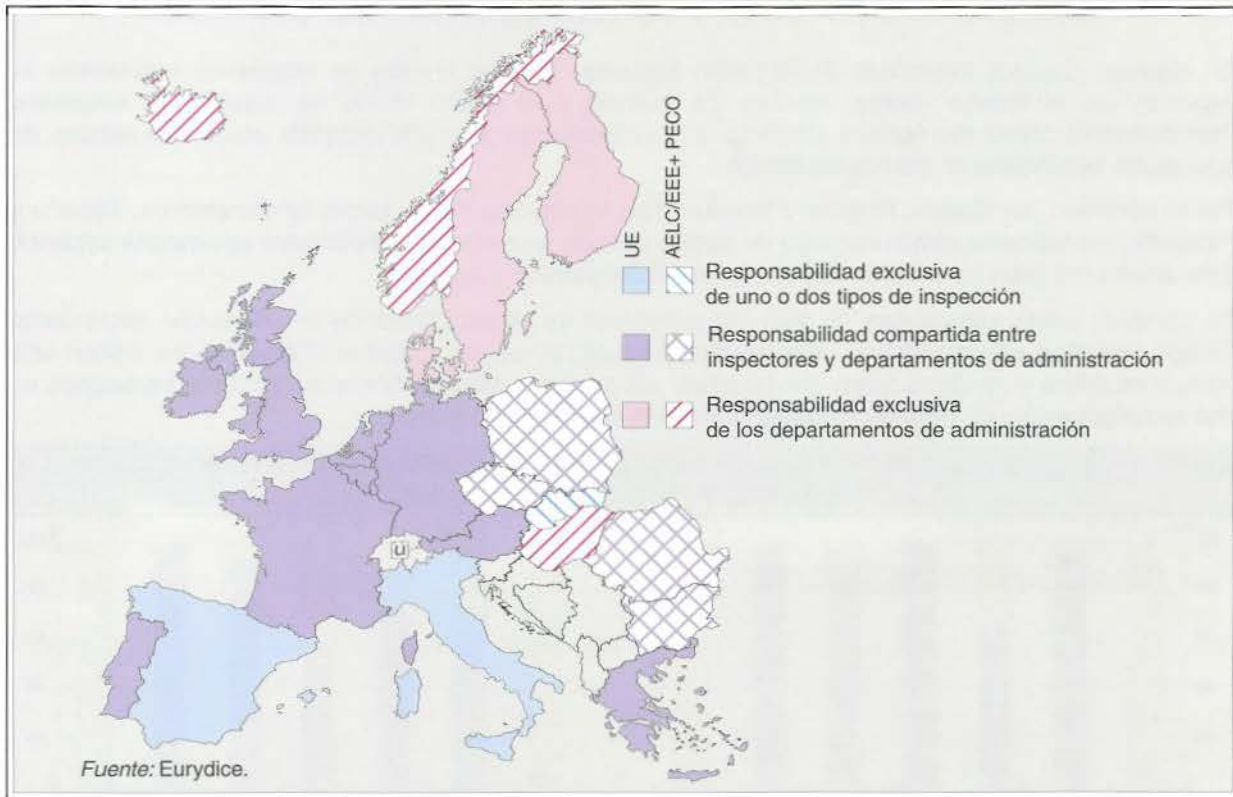 UE
AELC/EEE+ PECO
Responsabilidad exclusiva
de uno o dos tipos de inspección
Responsabilidad compartida entre
inspectores y departamentos de administración
Responsabilidad exclusiva
de los departamentos de administración
LI
Fuente: Eurydice.